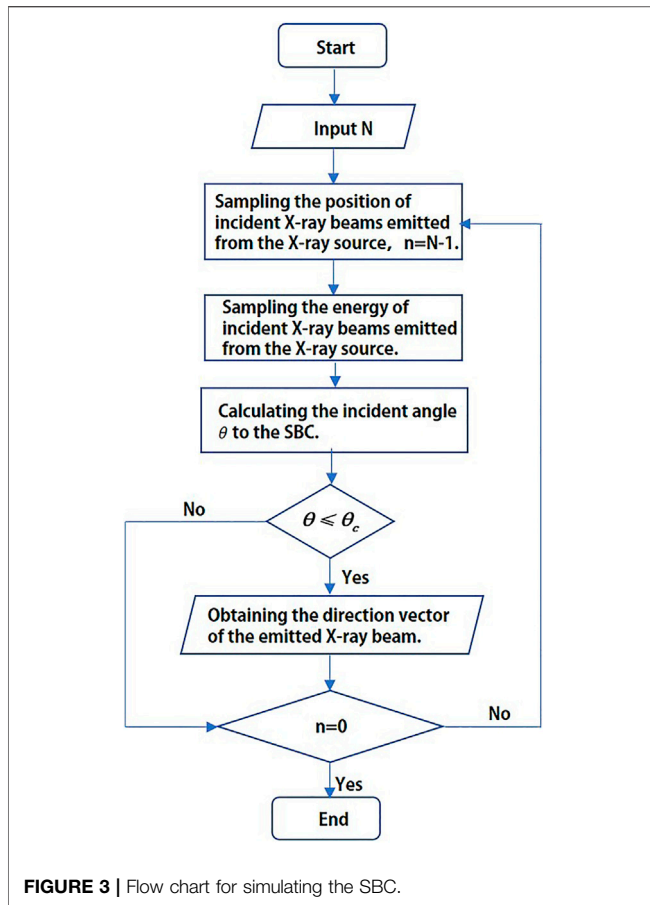 Start
Input N
Sampling the position of
incident X-ray beams emitted
from the X-ray source, n=N-1.
Sampling the energy of
incident X-ray beams emitted
from the X-ray source.
Calculating the incident angle
θ to the SBC.
No
θ ⩽ θc
Yes
Obtaining the direction vector
of the emitted X-ray beam.
n=0
No
Yes
End
FIGURE 3 | Flow chart for simulating the SBC.